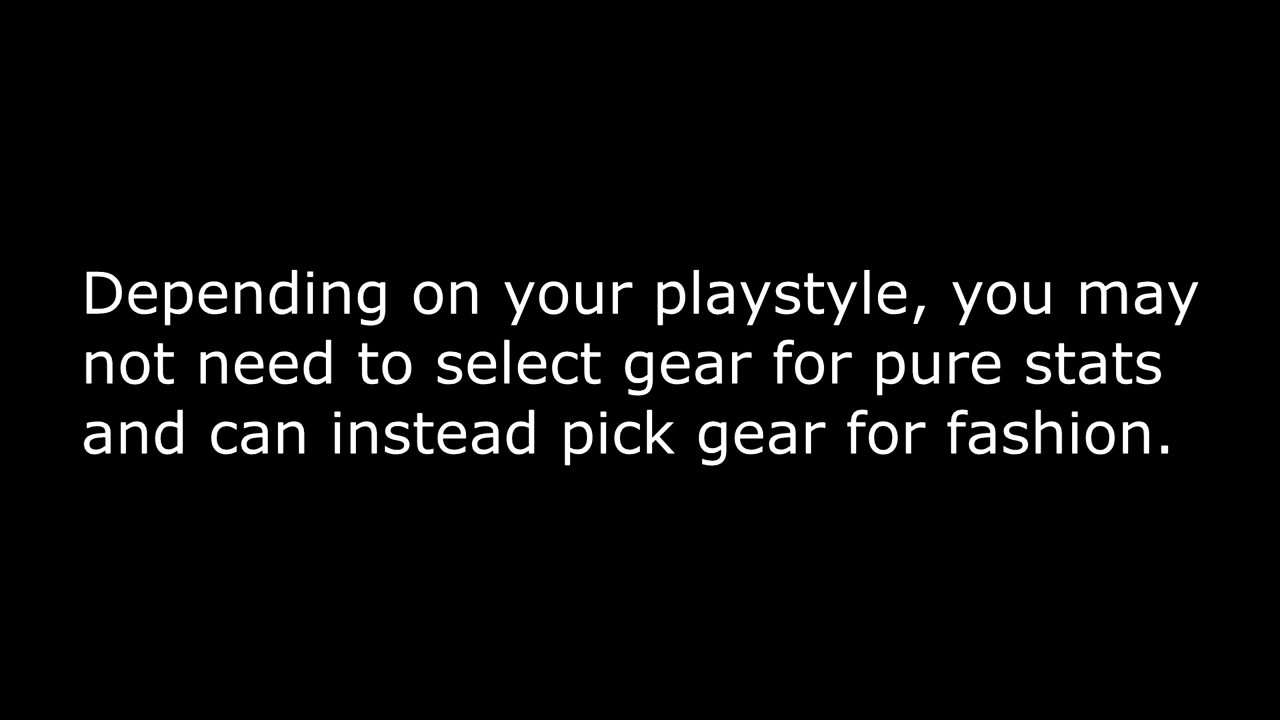 Depending on your playstyle, you may
not need to select gear for pure stats
and can instead pick gear for fashion.